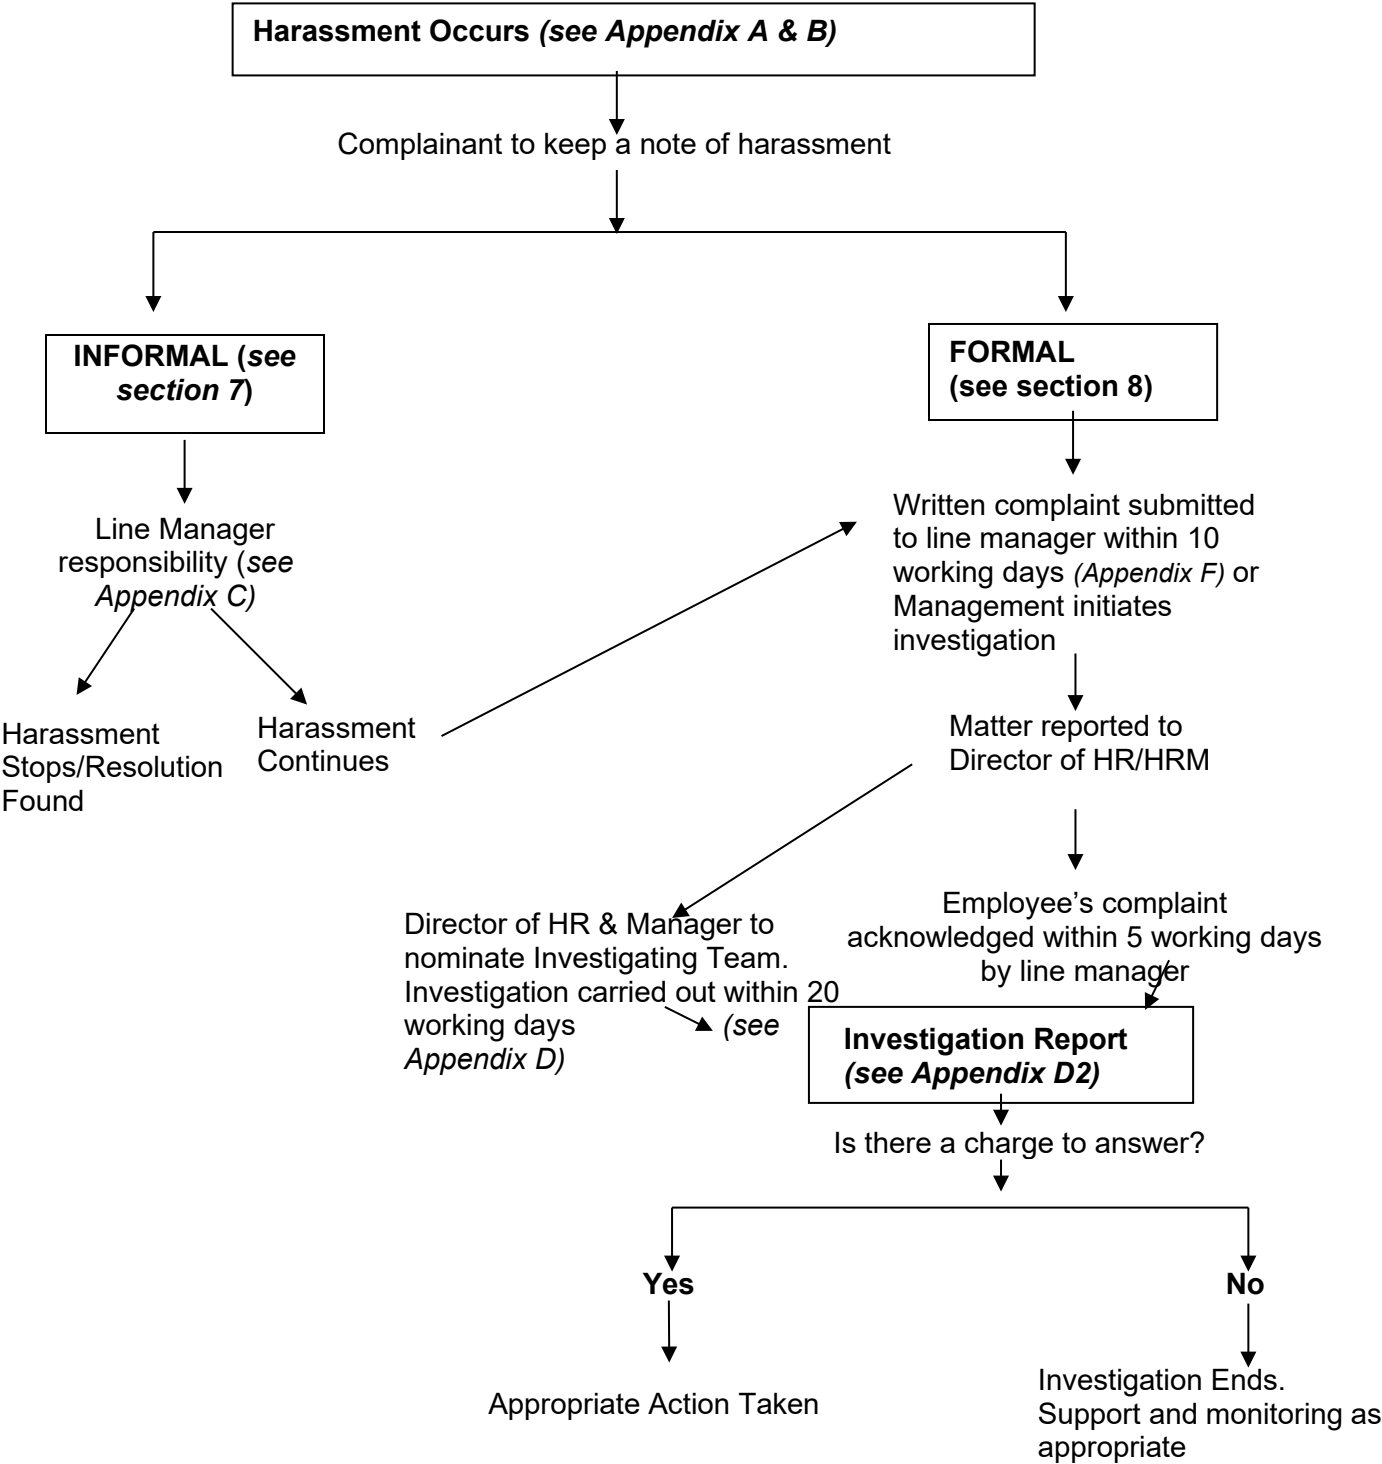 Harassment Occurs (see Appendix A & B)
Complainant to keep a note of harassment
INFORMAL (see
section 7)
FORMAL
(see section 8)
Line Manager
responsibility (see
Appendix C)
Written complaint submitted
to line manager within 10
working days (Appendix F) or
Management initiates
investigation
Harassment
Stops/Resolution
Found
Harassment
Continues
Matter reported to
Director of HR/HRM
Director of HR & Manager to
nominate Investigating Team.
Investigation carried out within 20
working days (see
Appendix D)
Employee’s complaint
acknowledged within 5 working days
by line manager
Investigation Report
(see Appendix D2)
Is there a charge to answer?
Yes
No
Appropriate Action Taken
Investigation Ends.
Support and monitoring as
appropriate